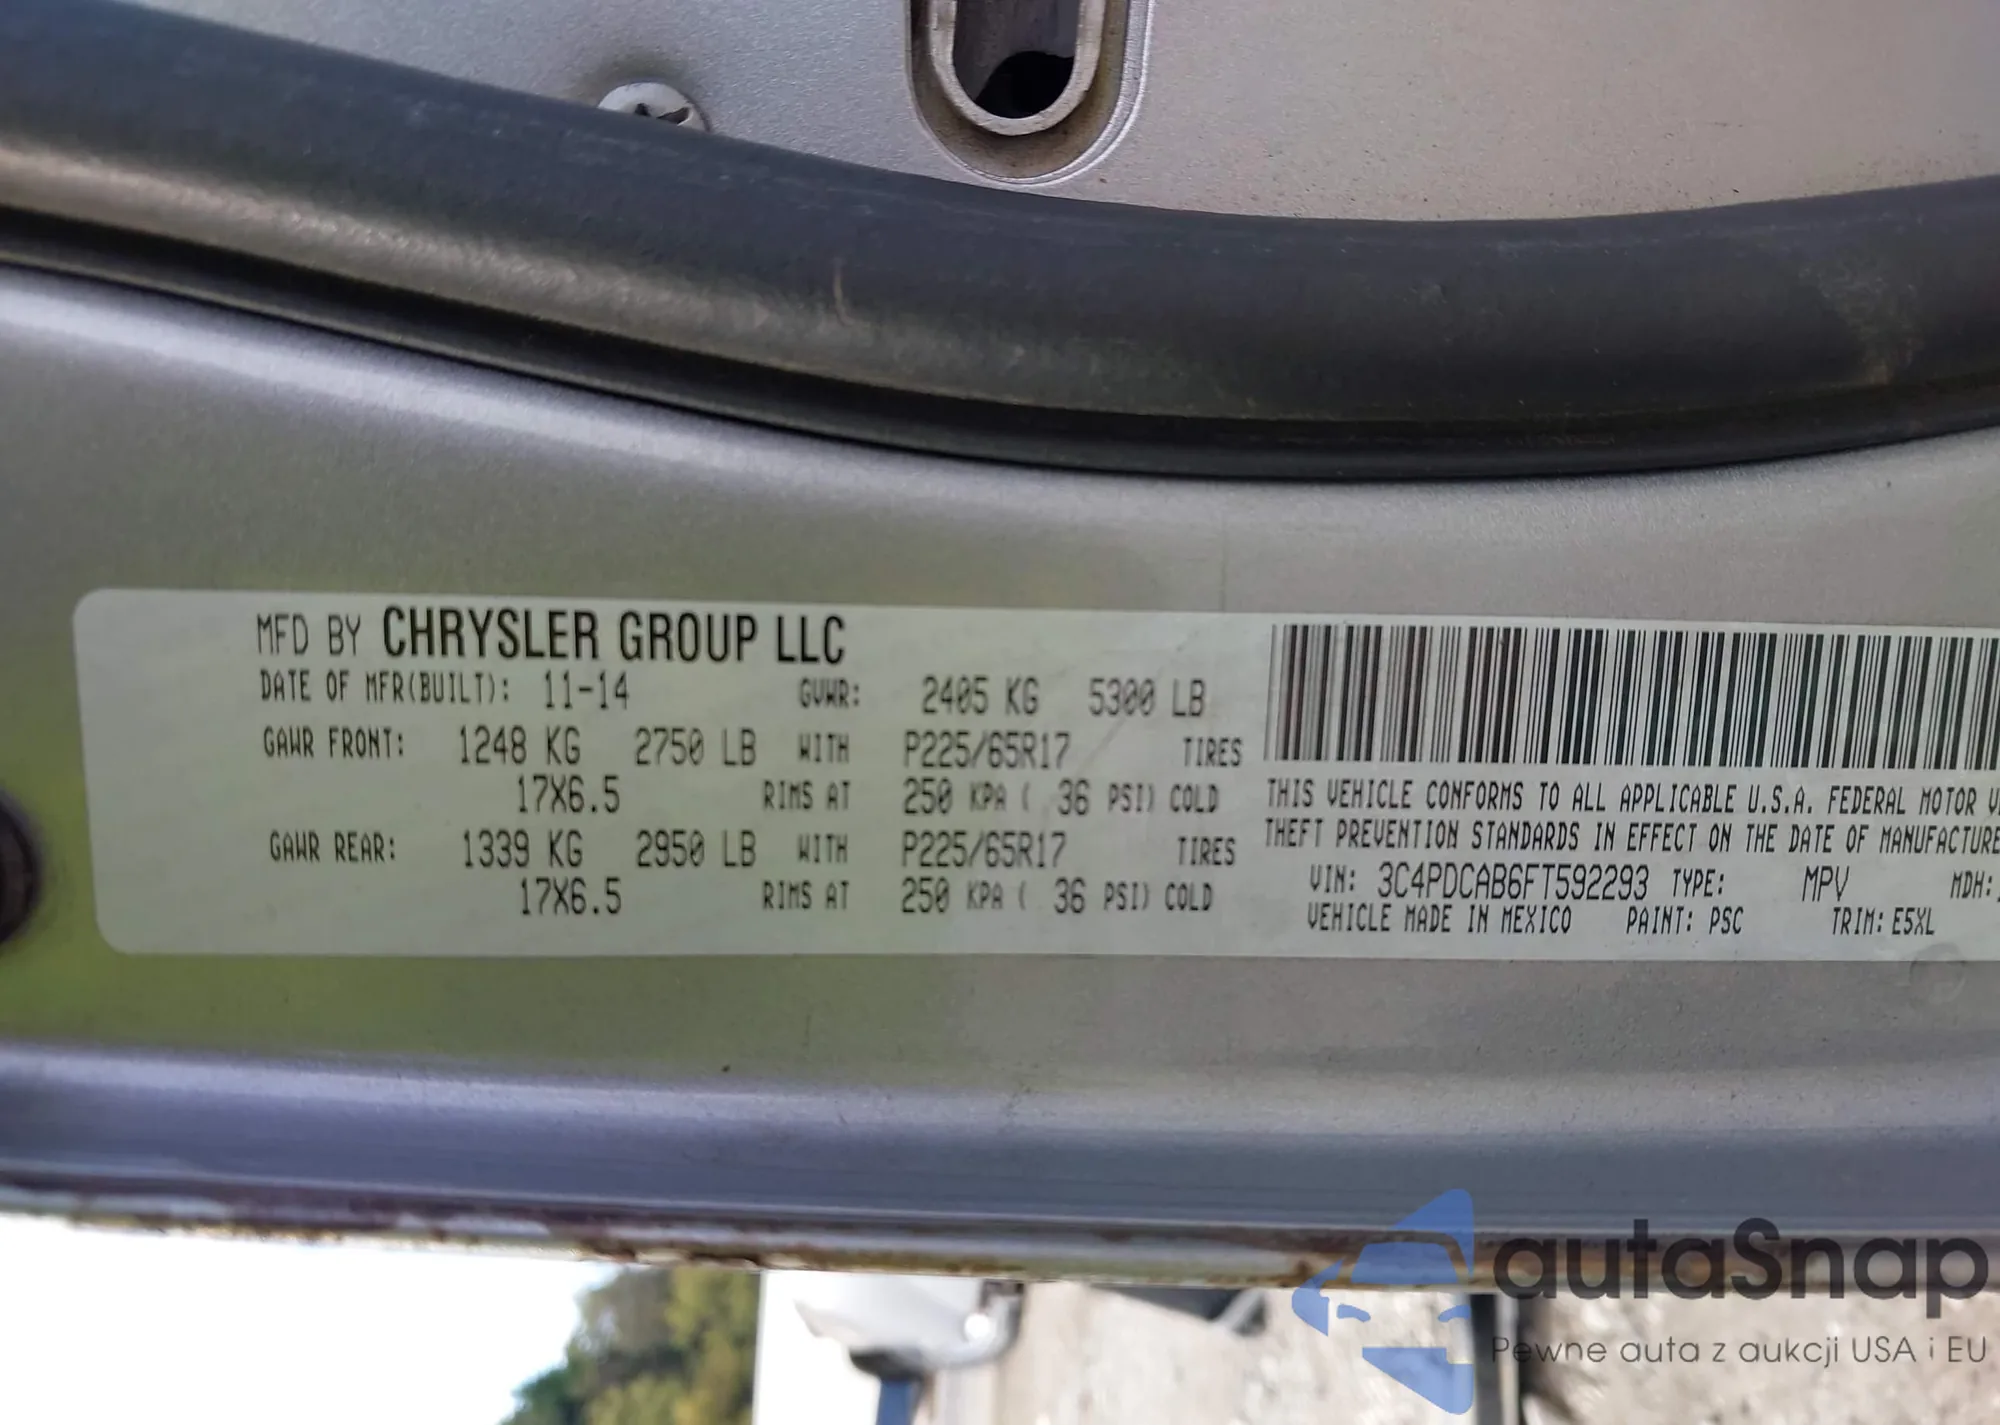 MFD BY CHRYSLER GROUP LLC
DATE OF MFR(BUILT): 11-14 GVWR: 2405 KG 5300 LB
GAWR FRONT: 1248 KG 2750 LB WITH P225/65R17 TIRES
17X6.5 RIMS AT 250 KPA ( 36 PSI) COLD
GAWR REAR: 1339 KG 2950 LB WITH P225/65R17 TIRES
17X6.5 RIMS AT 250 KPA ( 36 PSI) COLD
THIS VEHICLE CONFORMS TO ALL APPLICABLE U.S.A. FEDERAL MOTOR
THEFT PREVENTION STANDARDS IN EFFECT ON THE DATE OF MANUFACTURE
VIN: 3C4PDCAB6FT592293 TYPE: MPV MDH:
VEHICLE MADE IN MEXICO PAINT: PSC TRIM: E5XL
autaSnap
Pewne auta z aukcji USA i EU